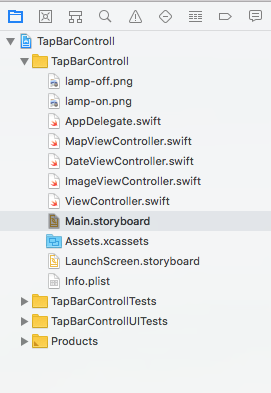 TapBarControll
TapBarControll
lamp-off.png
lamp-on.png
AppDelegate.swift
MapViewController.swift
DateViewController.swift
ImageViewController.swift
ViewController.swift
Main.storyboard
Assets.xcassets
LaunchScreen.storyboard
Info.plist
TapBarControllTests
TapBarControllUITests
Products